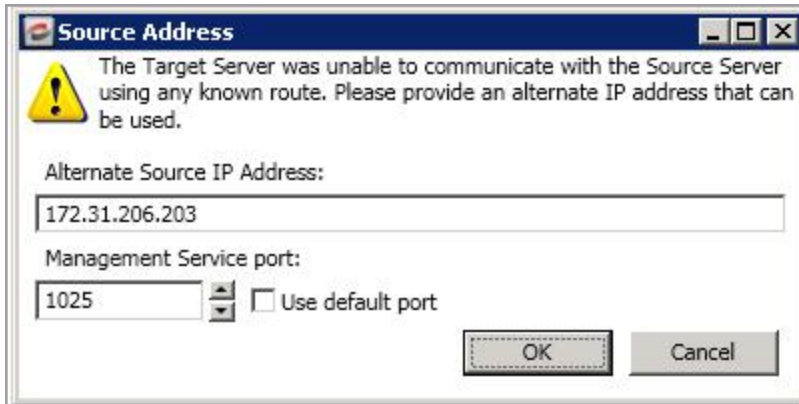 Source Address
The Target Server was unable to communicate with the Source Server
using any known route. Please provide an alternate IP address that can
be used.
Alternate Source IP Address:
172.31.206.203
Management Service port:
1025
Use default port
OK
Cancel